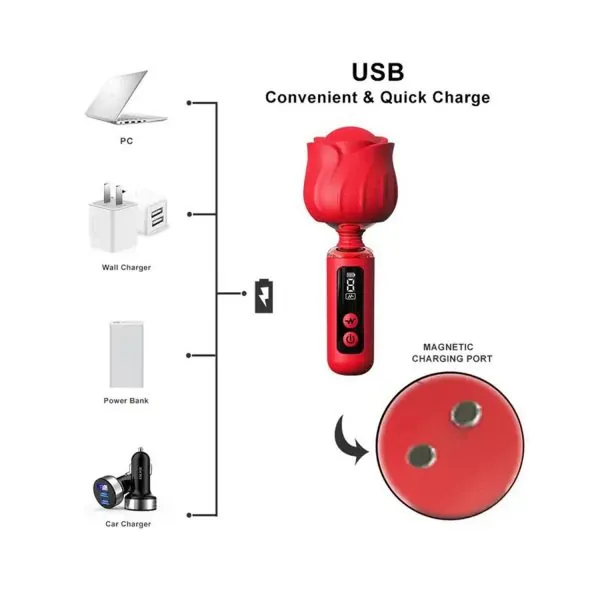 USB
Convenient & Quick Charge
PC
Wall Charger
MAGNETIC
CHARGING PORT
Power Bank
Car Charger